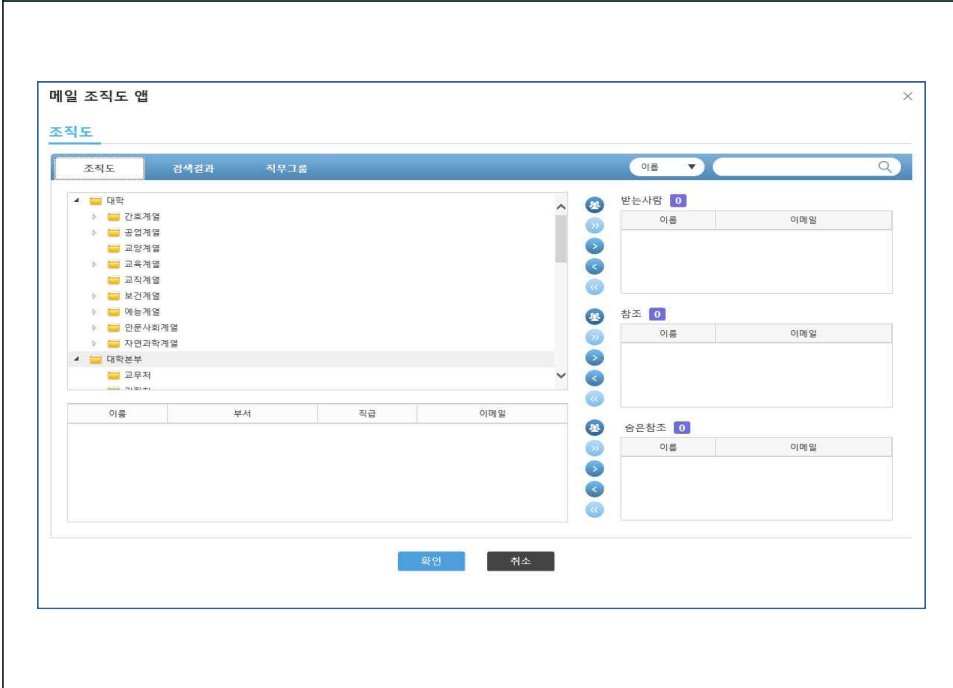 메일 조직도 앱
조직도
조직도 검색결과 직무그룹 이름
대학
간호계열
공업계열
교양계열
교육계열
교직계열
보건계열
예능계열
인문사회계열
자연과학계열
대학본부
교무처
이름 부서 직급 이메일
받는사람 0
이름 이메일
참조 0
이름 이메일
숨은참조 0
이름 이메일
확인 취소